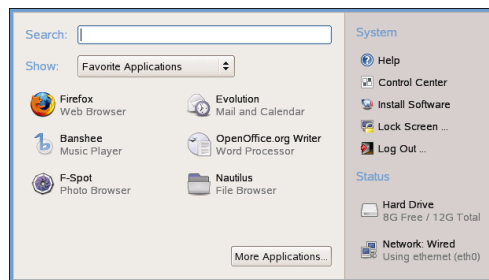 Search:
Show: Favorite Applications
Firefox
Web Browser
Evolution
Mail and Calendar
Banshee
Music Player
OpenOffice.org Writer
Word Processor
F-Spot
Photo Browser
Nautilus
File Browser
More Applications...
System
Help
Control Center
Install Software
Lock Screen ...
Log Out ...
Status
Hard Drive
8G Free / 12G Total
Network: Wired
Using ethernet (eth0)